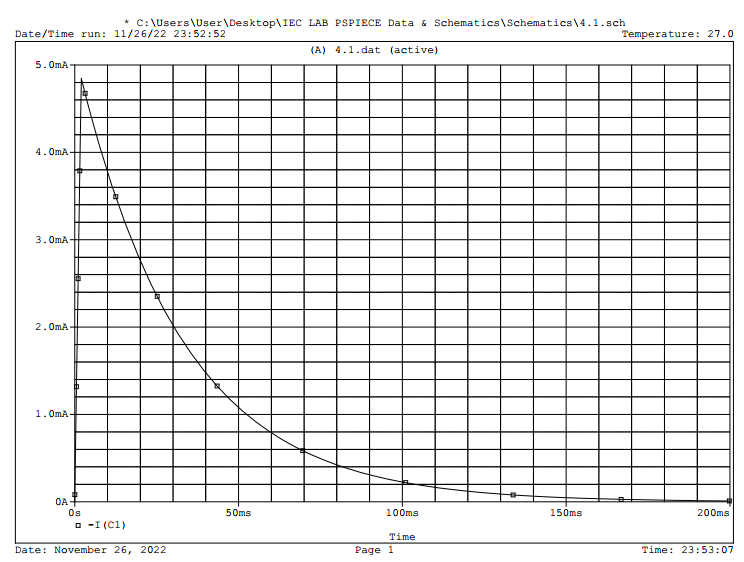 * C:\Users\User\Desktop\IEC LAB PSPIECE Data & Schematics\Schematics\4.1.sch
Date/Time run: 11/26/22 23:52:52 Temperature: 27.0
(A) 4.1.dat (active)
5.0mA
4.0mA
3.0mA
2.0mA
1.0mA
0A
0s 50ms 100ms 150ms 200ms
-I(C1)
Time
Date: November 26, 2022 Page 1 Time: 23:53:07